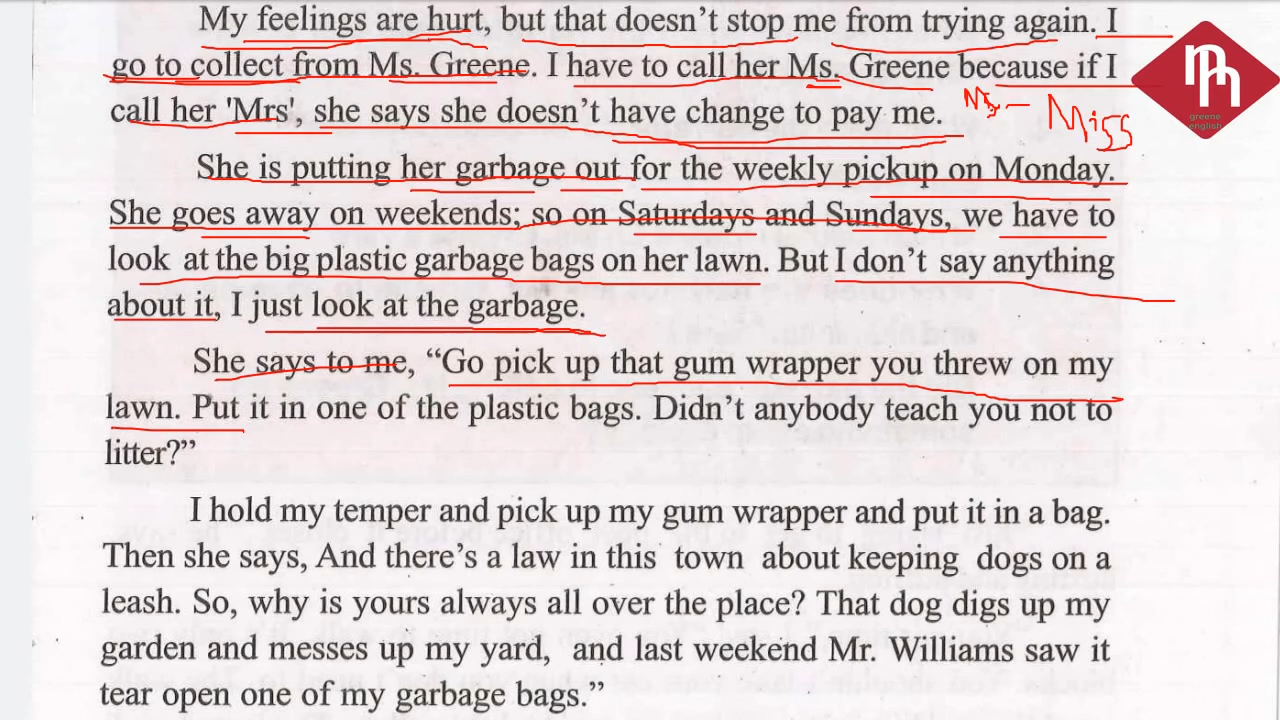 My feelings are hurt, but that doesn’t stop me from trying again. I
go to collect from Ms. Greene. I have to call her Ms. Greene because if I
call her 'Mrs', she says she doesn’t have change to pay me.
Miss
She is putting her garbage out for the weekly pickup on Monday.
She goes away on weekends; so on Saturdays and Sundays, we have to
look at the big plastic garbage bags on her lawn. But I don’t say anything
about it, I just look at the garbage.
She says to me, “Go pick up that gum wrapper you threw on my
lawn. Put it in one of the plastic bags. Didn’t anybody teach you not to
litter?”
I hold my temper and pick up my gum wrapper and put it in a bag.
Then she says, And there’s a law in this town about keeping dogs on a
leash. So, why is yours always all over the place? That dog digs up my
garden and messes up my yard, and last weekend Mr. Williams saw it
tear open one of my garbage bags.”
greene
english